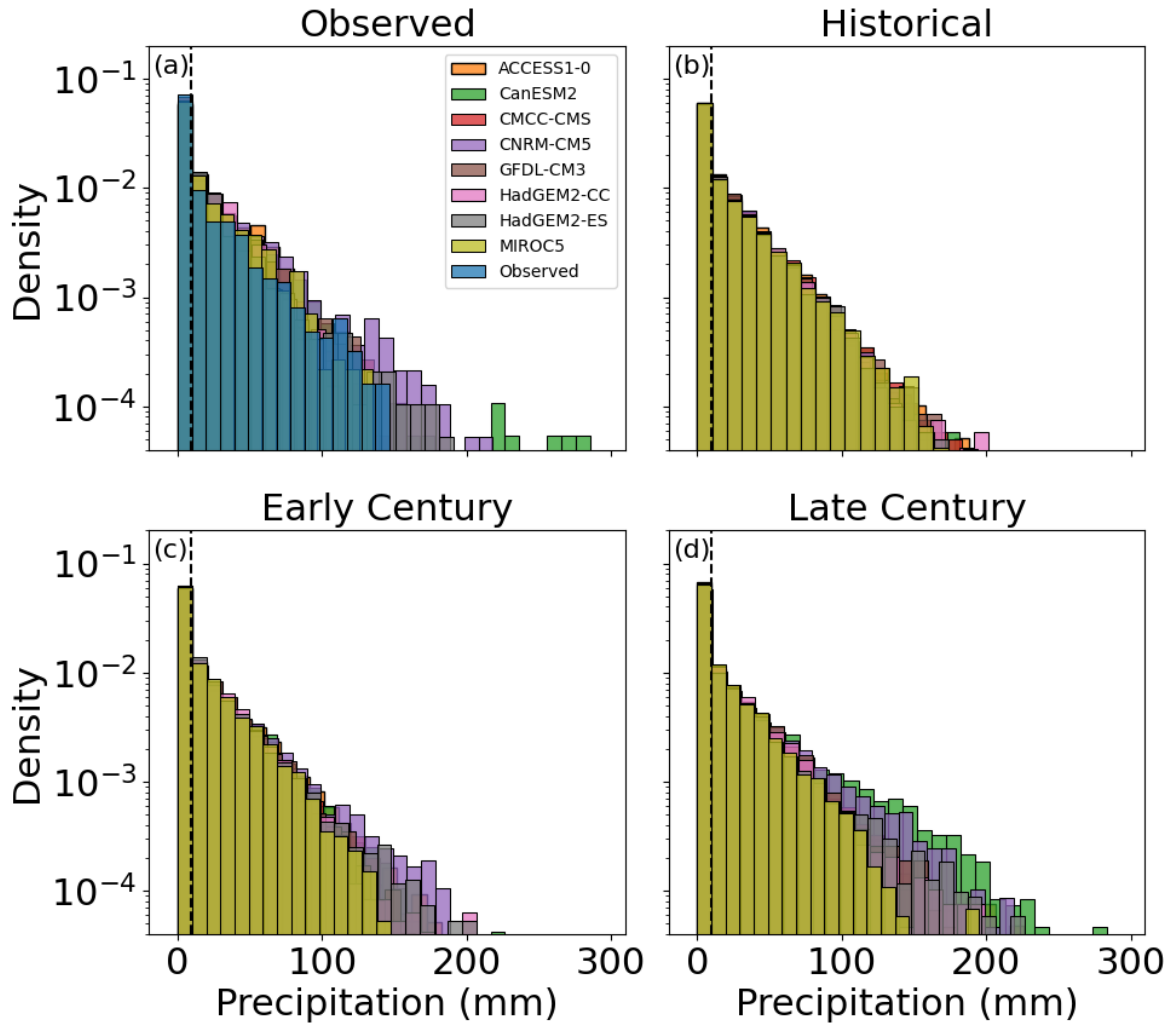 Observed
Historical
(a)
(b)
ACCESS1-0
CanESM2
CMCC-CMS
CNRM-CM5
GFDL-CM3
HadGEM2-CC
HadGEM2-ES
MIROC5
Observed
10⁻¹
10⁻²
10⁻³
10⁻⁴
Density
Early Century
Late Century
(c)
(d)
10⁻¹
10⁻²
10⁻³
10⁻⁴
Density
0 100 200 300
0 100 200 300
Precipitation (mm)
Precipitation (mm)